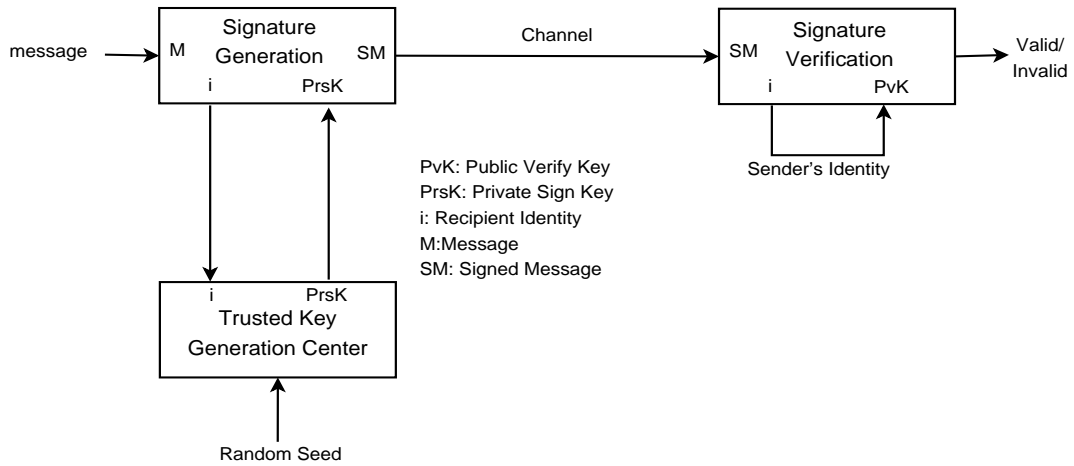 message
M
Signature
Generation
SM
i
PrsK
Channel
SM
Signature
Verification
i
PvK
Valid/
Invalid
Sender's Identity
PvK: Public Verify Key
PrsK: Private Sign Key
i: Recipient Identity
M:Message
SM: Signed Message
i
PrsK
Trusted Key
Generation Center
Random Seed